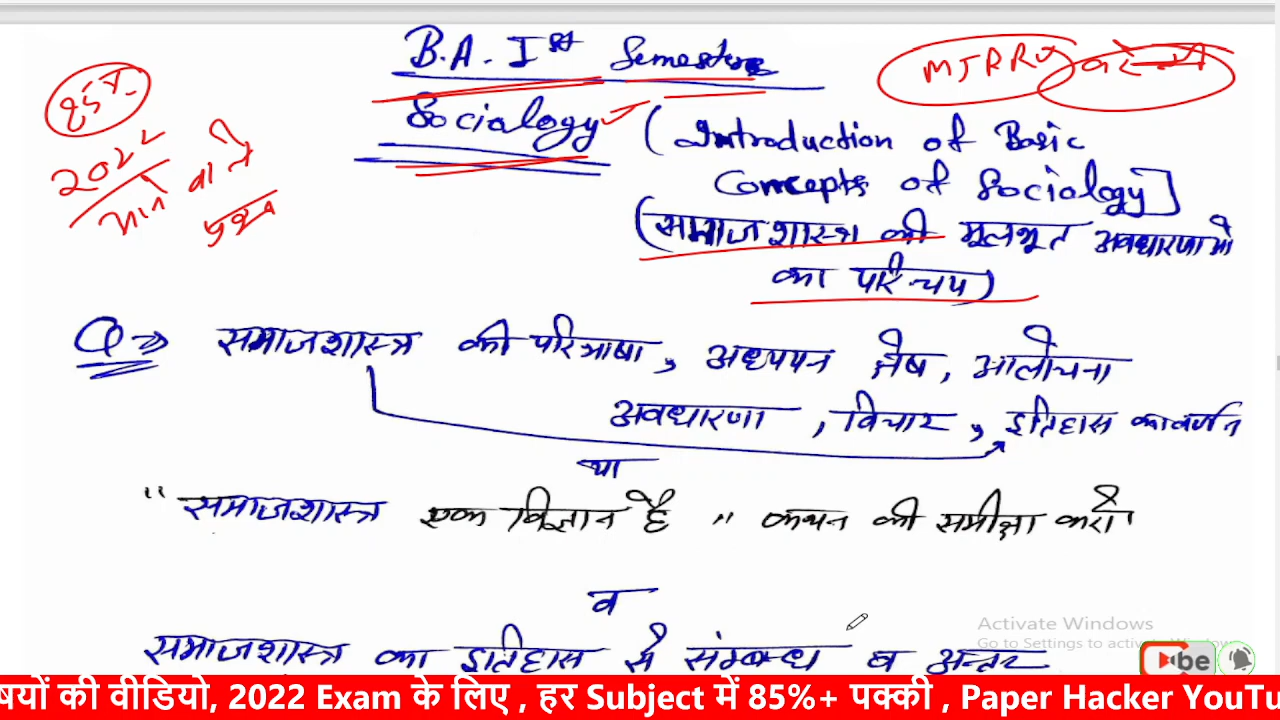 B.A. Ist Semester
MJPRU बरेली
85%
Sociology
(Introduction of Basic
2022
वाले
Concepts of Sociology]
आने
प्रश्न
(समाजशास्त्र की मूलभूत अवधारणाओं
का परिचय)
Q⇒ समाजशास्त्र की परिभाषा, अध्ययन क्षेत्र, आलोचना
अवधारणा, विचार, इतिहास का वर्णन
या
"समाजशास्त्र एक विज्ञान है" कथन की समीक्षा करो
व
समाजशास्त्र का इतिहास से संम्बन्ध व अन्तर
Activate Windows
Go to Settings to activate Windows.
be
षयों की वीडियो, 2022 Exam के लिए , हर Subject में 85%+ पक्की , Paper Hacker YouTu